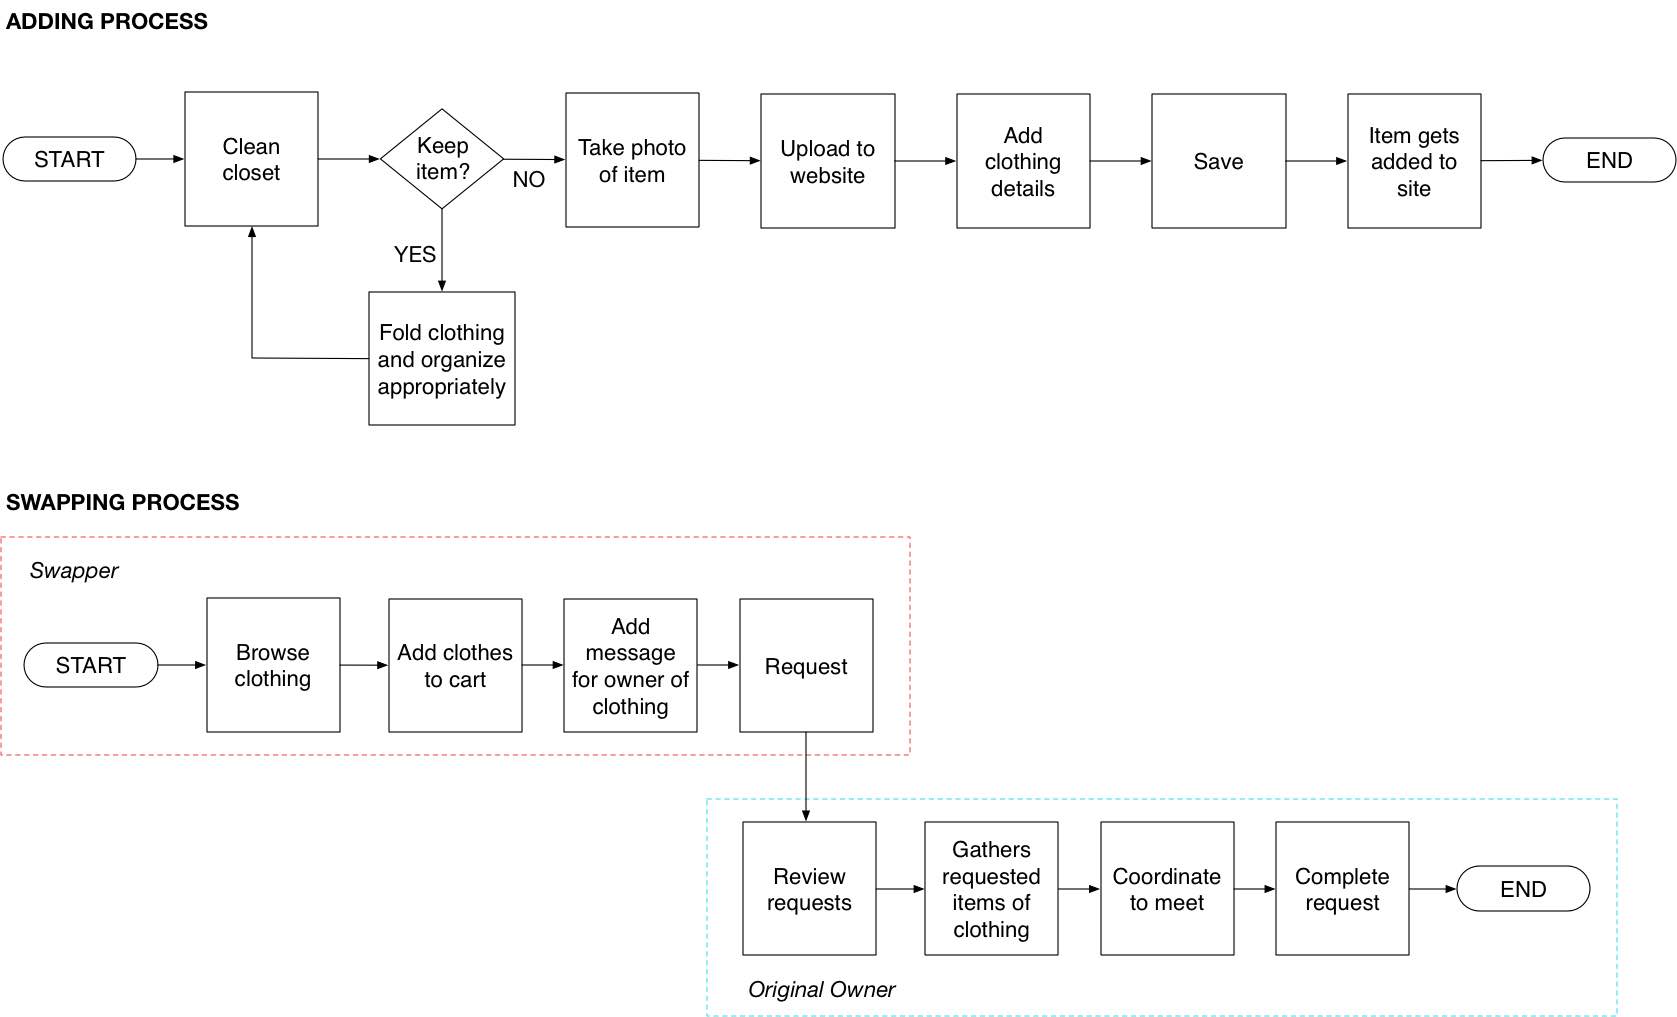 ADDING PROCESS
START
Clean
closet
Keep
item?
NO
YES
Fold clothing
and organize
appropriately
Take photo
of item
Upload to
website
Add
clothing
details
Save
Item gets
added to
site
END
SWAPPING PROCESS
Swapper
START
Browse
clothing
Add clothes
to cart
Add
message
for owner of
clothing
Request
Review
requests
Gathers
requested
items of
clothing
Coordinate
to meet
Complete
request
END
Original Owner